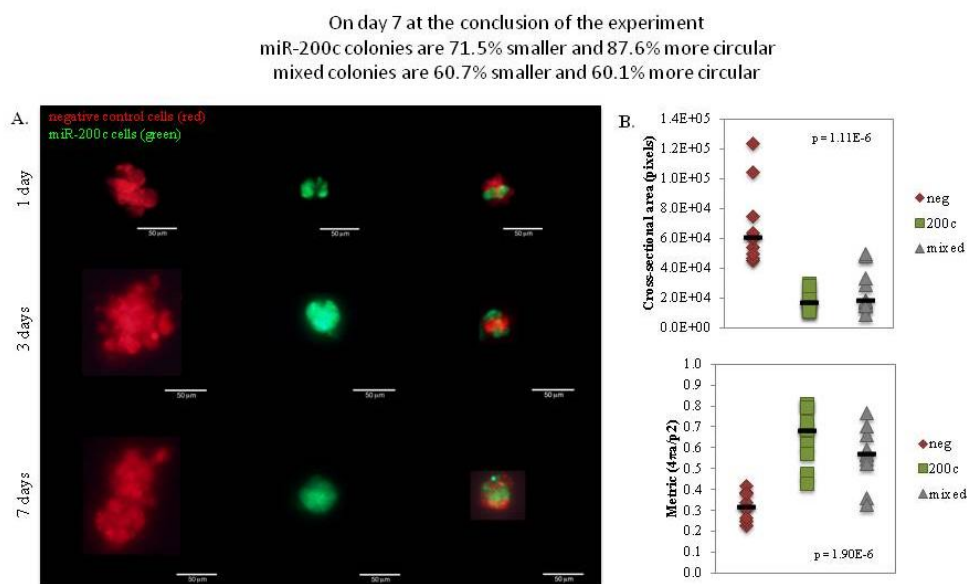 On day 7 at the conclusion of the experiment
miR-200c colonies are 71.5% smaller and 87.6% more circular
mixed colonies are 60.7% smaller and 60.1% more circular
A.
negative control cells (red)
miR-200c cells (green)
1 day
50 µm
50 µm
50 µm
3 days
50 µm
50 µm
50 µm
7 days
50 µm
50 µm
50 µm
B.
Cross-sectional area (pixels)
1.4E+05
1.2E+05
1.0E+05
8.0E+04
6.0E+04
4.0E+04
2.0E+04
0.0E+00
p = 1.11E-6
neg
200c
mixed
Metric (4πa/p2)
1.0
0.9
0.8
0.7
0.6
0.5
0.4
0.3
0.2
0.1
0.0
p = 1.90E-6
neg
200c
mixed